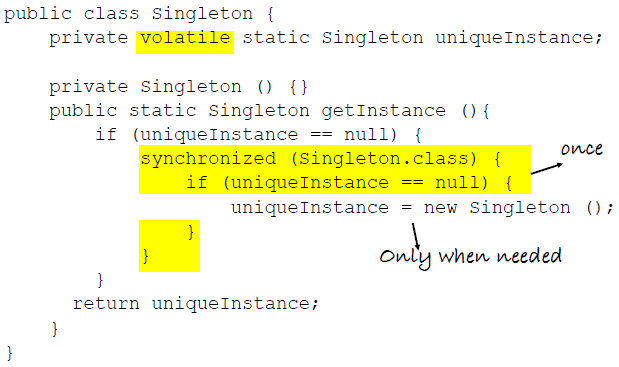 public class Singleton {
private volatile static Singleton uniqueInstance;
private Singleton () {}
public static Singleton getInstance (){
if (uniqueInstance == null) {
synchronized (Singleton.class) {
once
if (uniqueInstance == null) {
uniqueInstance = new Singleton ();
}
}
Only when needed
}
return uniqueInstance;
}
}